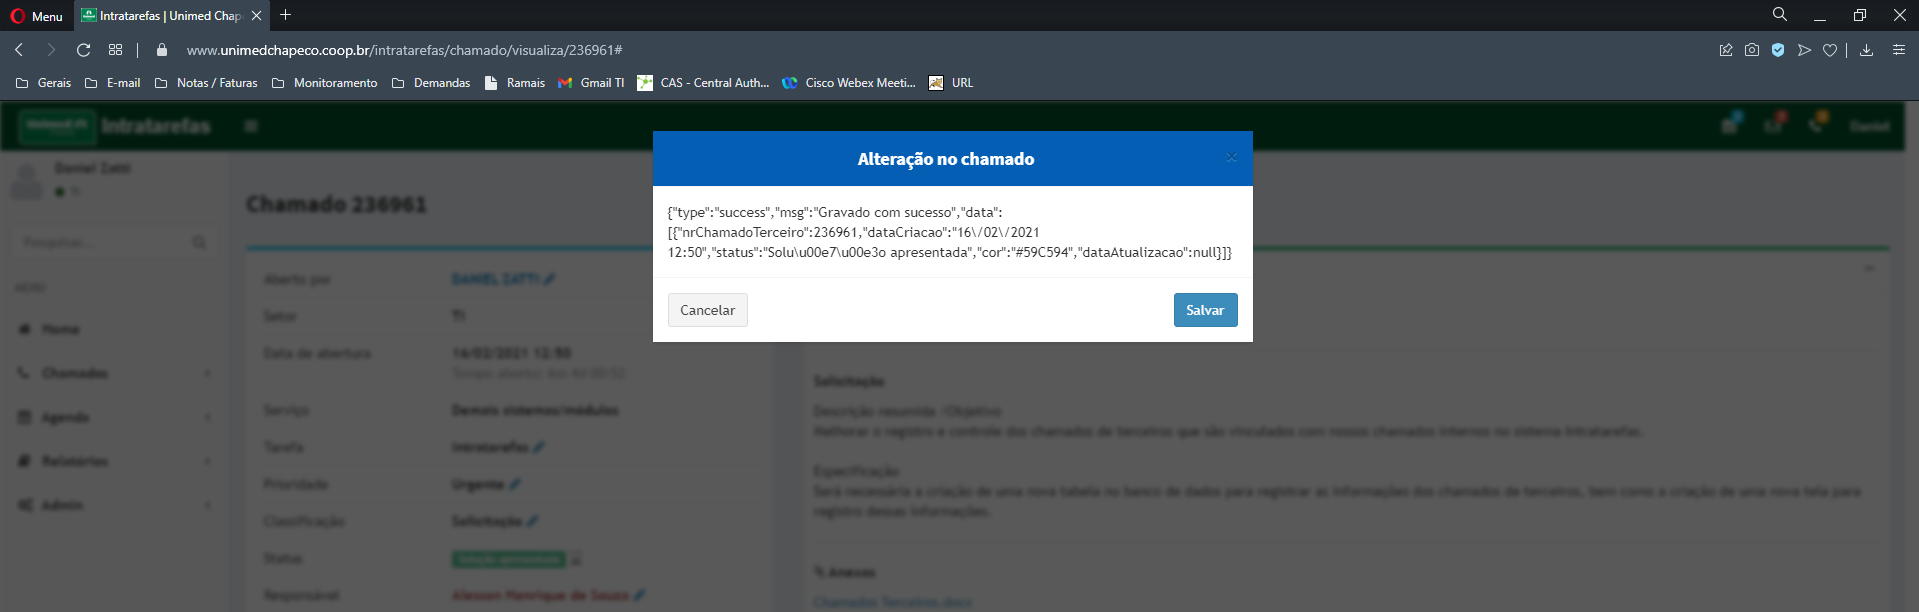 Menu
Intratarefas | Unimed Chap
www.unimedchapeco.coop.br/intratarefas/chamado/visualiza/236961#
Gerais E-mail Notas / Faturas Monitoramento Demandas Ramais Gmail TI CAS - Central Auth... Cisco Webex Meeti... URL
Intratarefas
Daniel
Daniel Zatti
TI
Pesquisar...
MENU
Home
Chamados
Agenda
Relatórios
Admin
Chamado 236961
Alteração no chamado
×
{"type":"success","msg":"Gravado com sucesso","data":
[{"nrChamadoTerceiro":236961,"dataCriacao":"16\/02\/2021
12:50","status":"Solu\u00e7\u00e3o apresentada","cor":"#59C594","dataAtualizacao":null}]}
Cancelar
Salvar
Aberto por DANIEL ZATTI
Setor TI
Data de abertura 16/02/2021 12:50
Serviço Demais sistemas/módulos
Tarefa Intratarefas
Prioridade Urgente
Classificação Solicitação
Status Solução apresentada
Responsável Alesson Henrique de Souza
Solicitação
Descrição resumida /Objetivo
Melhorar o registro e controle dos chamados de terceiros que são vinculados com nossos chamados internos no sistema Intratarefas.
Especificação
Será necessária a criação de uma nova tabela no banco de dados para registrar as informações dos chamados de terceiros, bem como a criação de uma nova tela para
registro dessas informações.
Anexos
Chamados Terceiros.docx